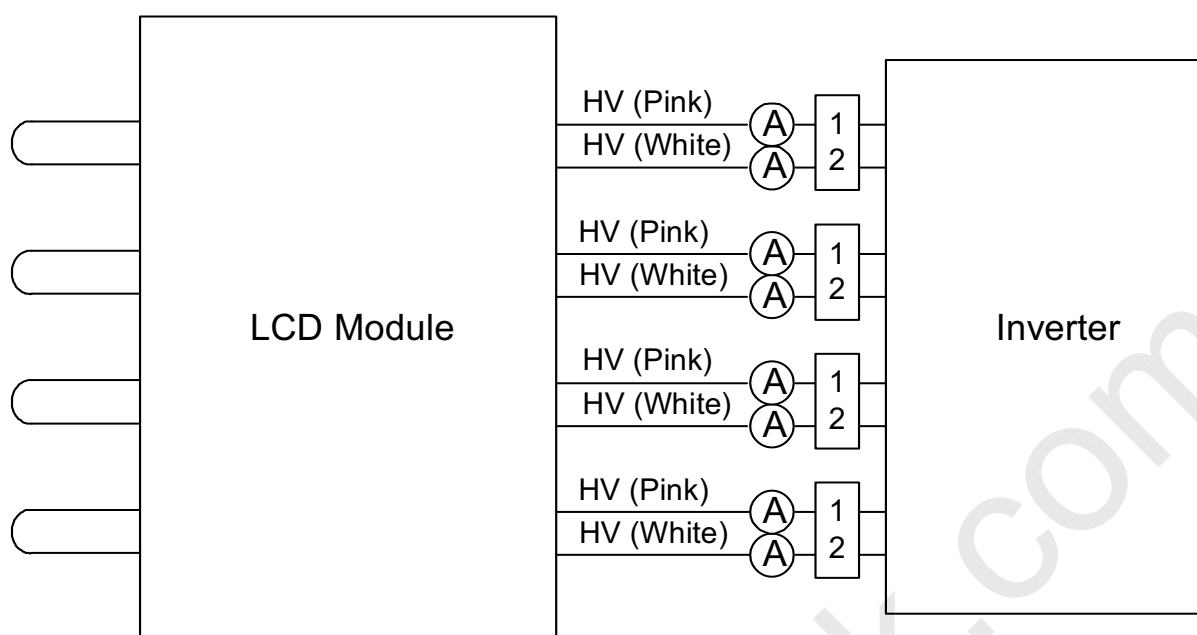 HV (Pink)
A
1
HV (White)
A
2
HV (Pink)
A
1
HV (White)
A
2
LCD Module
Inverter
HV (Pink)
A
1
HV (White)
A
2
HV (Pink)
A
1
HV (White)
A
2
k.com